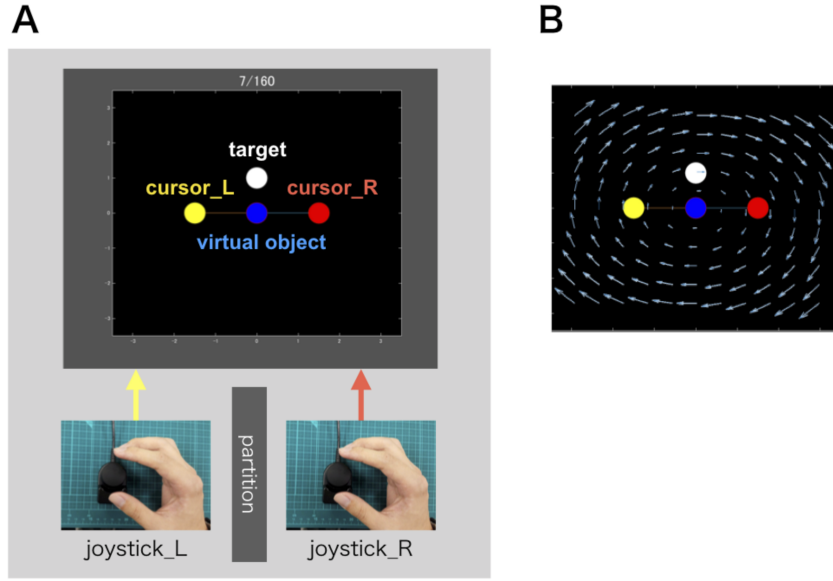 A
B
7/160
target
cursor_L
cursor_R
virtual object
partition
joystick_L
joystick_R